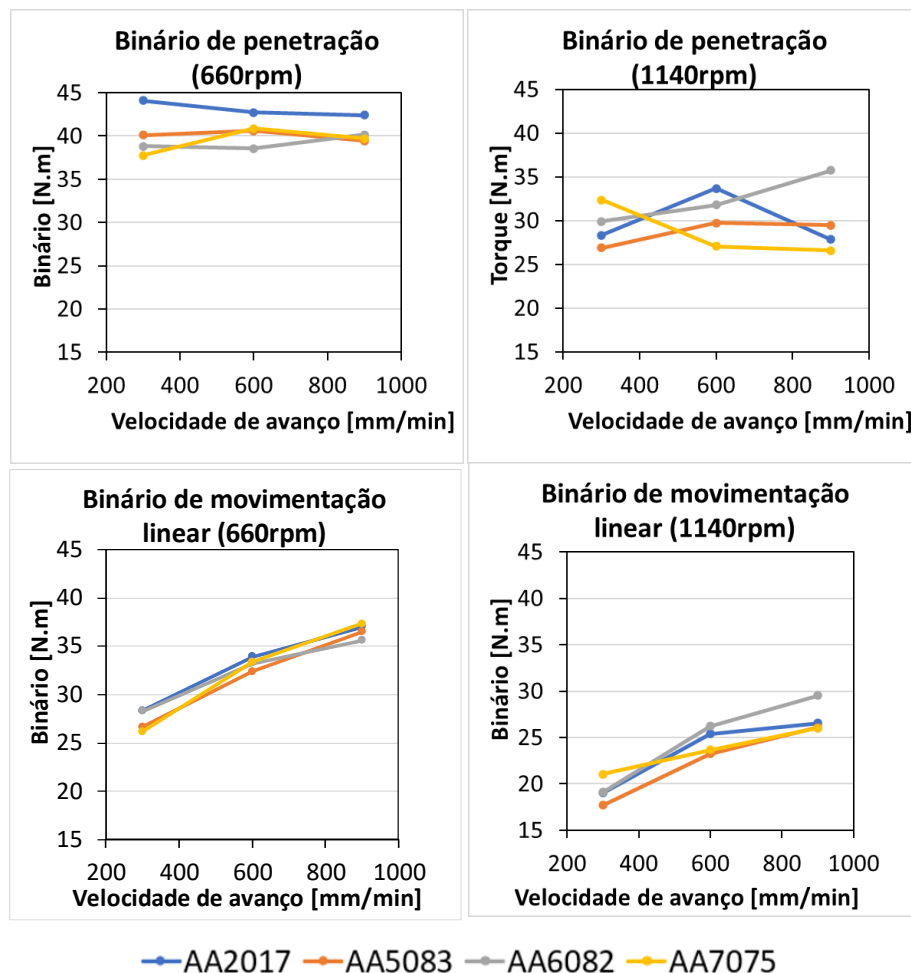 Binário de penetração
(660rpm)
45
40
35
30
25
20
15
Binário [N.m]
200 400 600 800 1000
Velocidade de avanço [mm/min]
Binário de penetração
(1140rpm)
45
40
35
30
25
20
15
Torque [N.m]
200 400 600 800 1000
Velocidade de avanço [mm/min]
Binário de movimentação
linear (660rpm)
45
40
35
30
25
20
15
Binário [N.m]
200 400 600 800 1000
Velocidade de avanço [mm/min]
Binário de movimentação
linear (1140rpm)
45
40
35
30
25
20
15
Binário [N.m]
200 400 600 800 1000
Velocidade de avanço [mm/min]
AA2017 AA5083 AA6082 AA7075